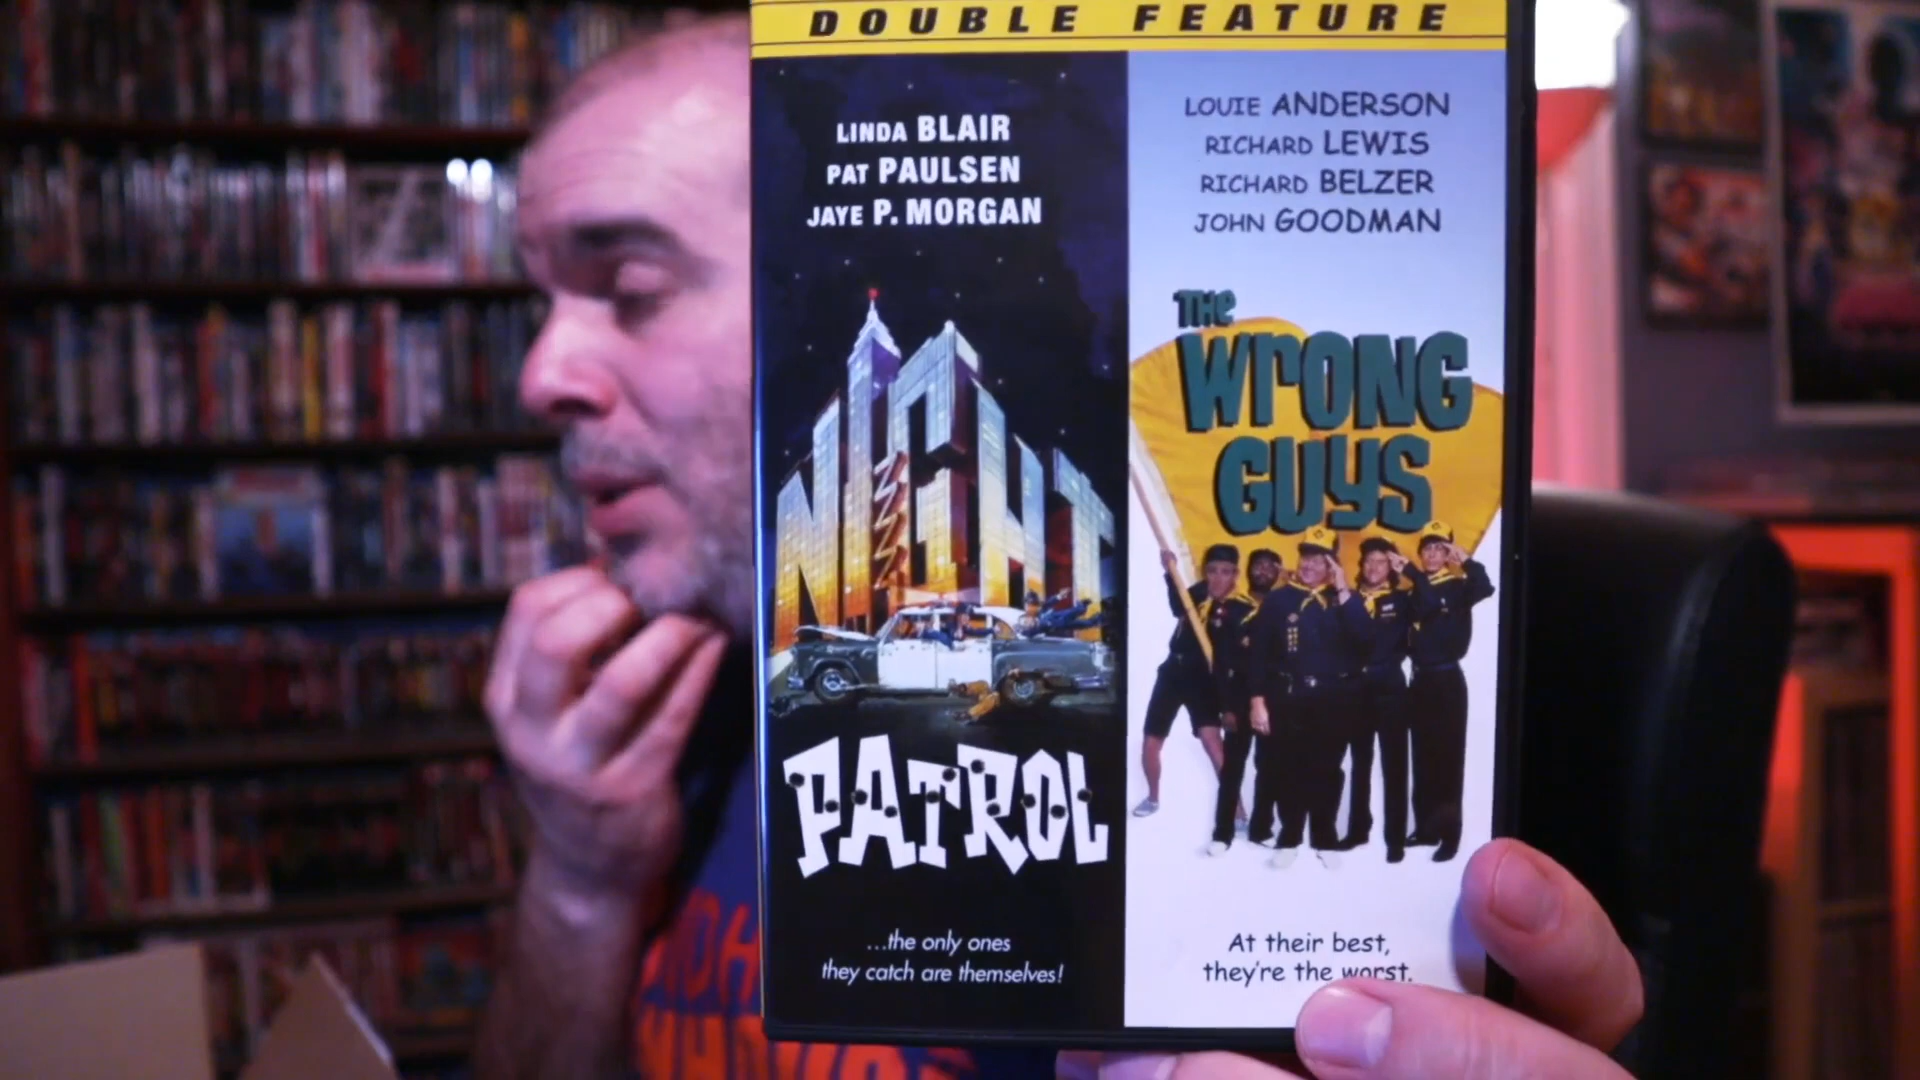 DOUBLE FEATURE
LINDA BLAIR
PAT PAULSEN
JAYE P. MORGAN
NIGHT
PATROL
...the only ones
they catch are themselves!
LOUIE ANDERSON
RICHARD LEWIS
RICHARD BELZER
JOHN GOODMAN
THE
WRONG
GUYS
At their best,
they're the worst.